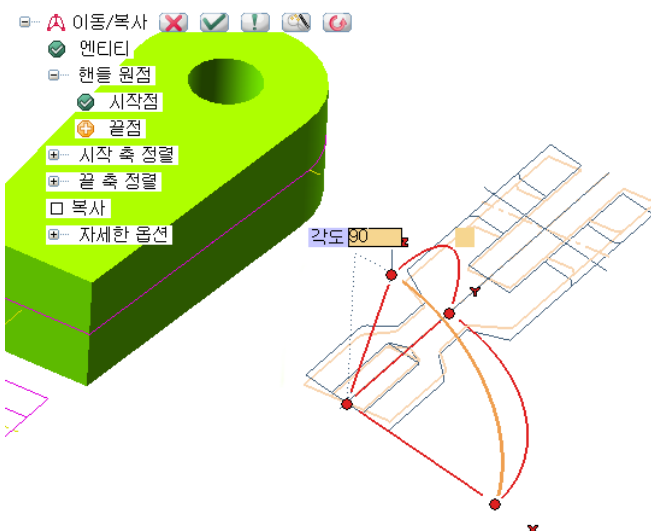 이동/복사
엔티티
핸들 원점
시작점
끝점
시작 축 정렬
끝 축 정렬
복사
자세한 옵션
각도 90
Z
Y
X